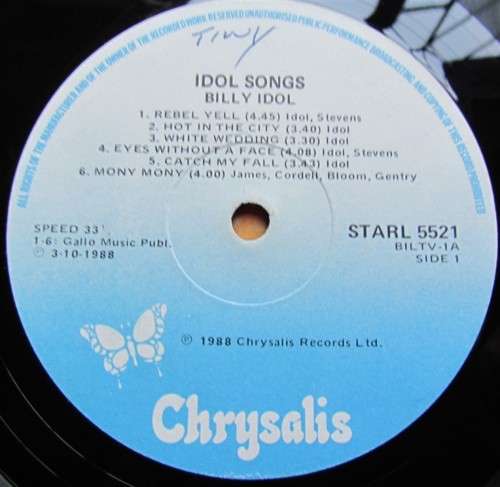 ALL RIGHTS OF THE MANUFACTURER AND OF THE OWNER OF THE RECORDED WORK RESERVED UNAUTHORISED PUBLIC PERFORMANCE BROADCASTING AND COPYING OF THIS RECORD PROHIBITED
TINY
IDOL SONGS
BILLY IDOL
1. REBEL YELL (4.45) Idol, Stevens
2. HOT IN THE CITY (3.40) Idol
3. WHITE WEDDING (3.30) Idol
4. EYES WITHOUT A FACE (4.08) Idol, Stevens
5. CATCH MY FALL (3.43) Idol
6. MONY MONY (4.00) James, Cordell, Bloom, Gentry
SPEED 33⅓
1-6: Gallo Music Publ.
℗ 3-10-1988
STARL 5521
BILTV-1A
SIDE 1
℗ 1988 Chrysalis Records Ltd.
Chrysalis